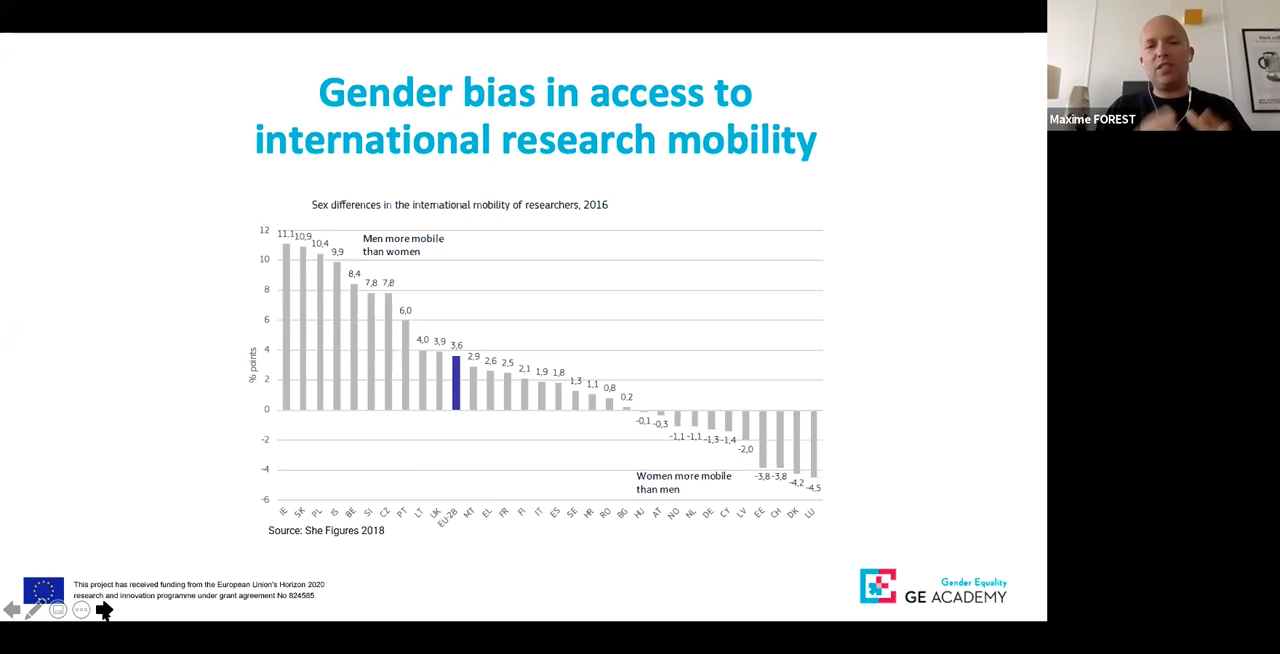 Gender bias in access to
international research mobility
Maxime FOREST
Sex differences in the international mobility of researchers, 2016
Men more mobile
than women
% points
12
10
8
6
4
2
0
-2
-4
-6
11,1 10,9 10,4 9,9 8,4 7,8 7,8 6,0 4,0 3,9 3,6 2,9 2,6 2,5 2,1 1,9 1,8 1,3 1,1 0,8 0,2 -0,1 -0,3 -1,1 -1,1 -1,3 -1,4 -2,0 -3,8 -3,8 -4,2 -4,5
Women more mobile
than men
IE SK PL IS BE SI CZ PT LT UK EU-28 MT EL FR FI IT ES SE HR RO BG HU AT NO NL DE CY LV EE CH DK LU
Source: She Figures 2018
This project has received funding from the European Union's Horizon 2020
research and innovation programme under grant agreement No 824585.
Gender Equality
GE ACADEMY